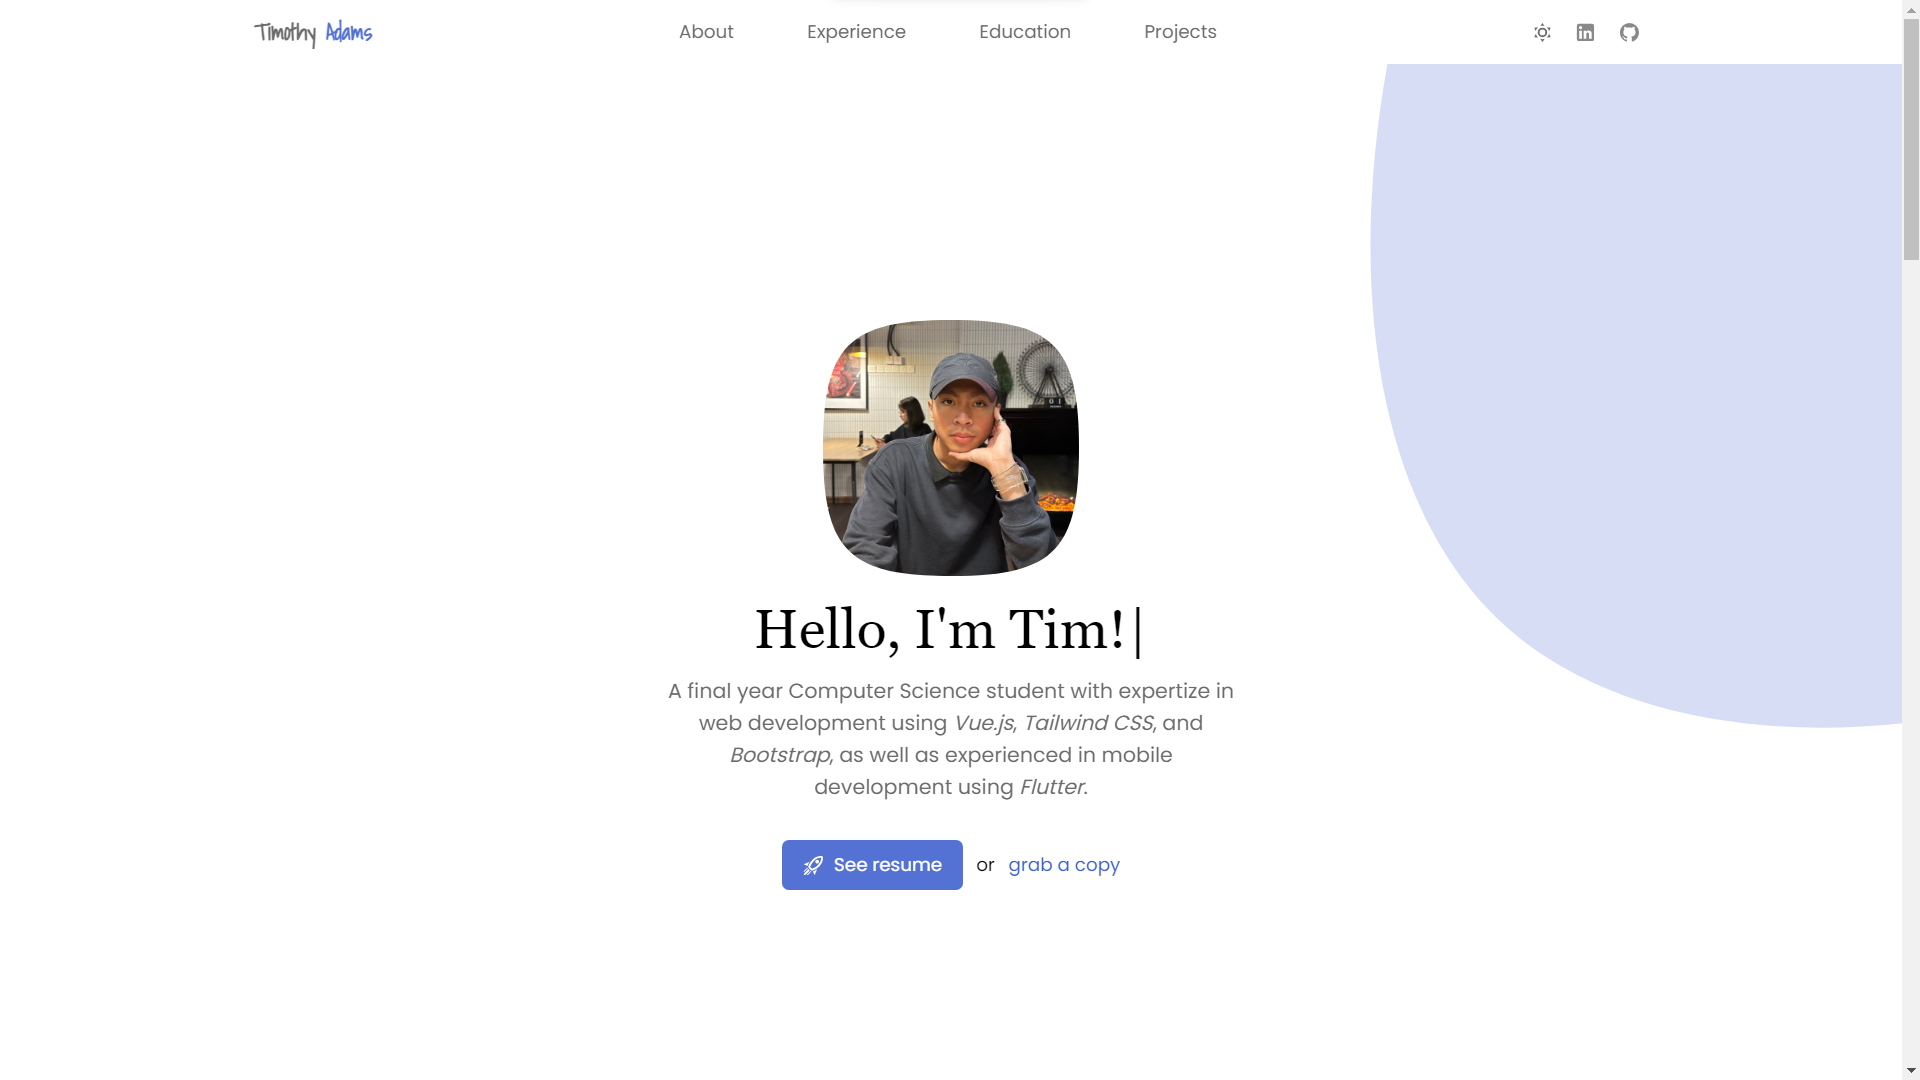 Timothy Adams
About
Experience
Education
Projects
Hello, I'm Tim!|
A final year Computer Science student with expertize in
web development using Vue.js, Tailwind CSS, and
Bootstrap, as well as experienced in mobile
development using Flutter.
See resume or grab a copy